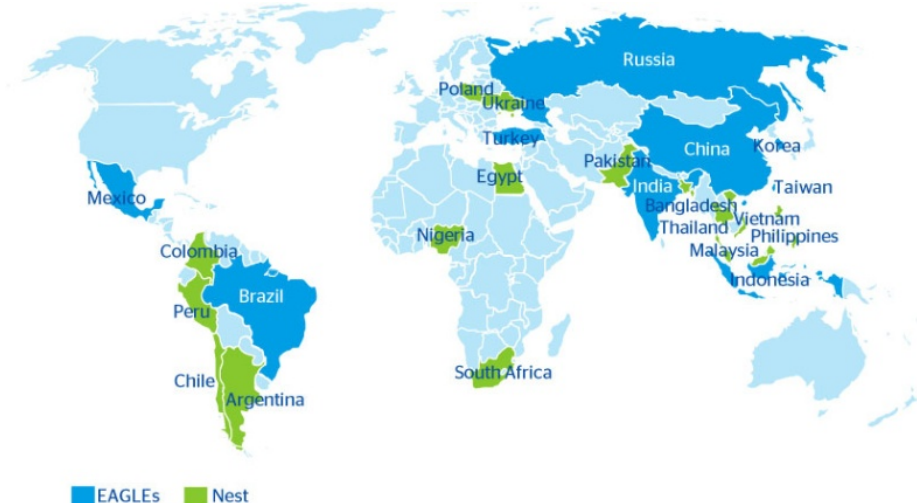 Russia
Poland
Ukraine
Turkey
China
Korea
Pakistan
Egypt
India
Taiwan
Mexico
Bangladesh
Vietnam
Thailand
Nigeria
Philippines
Colombia
Malaysia
Indonesia
Brazil
Peru
South Africa
Chile
Argentina
EAGLEs Nest